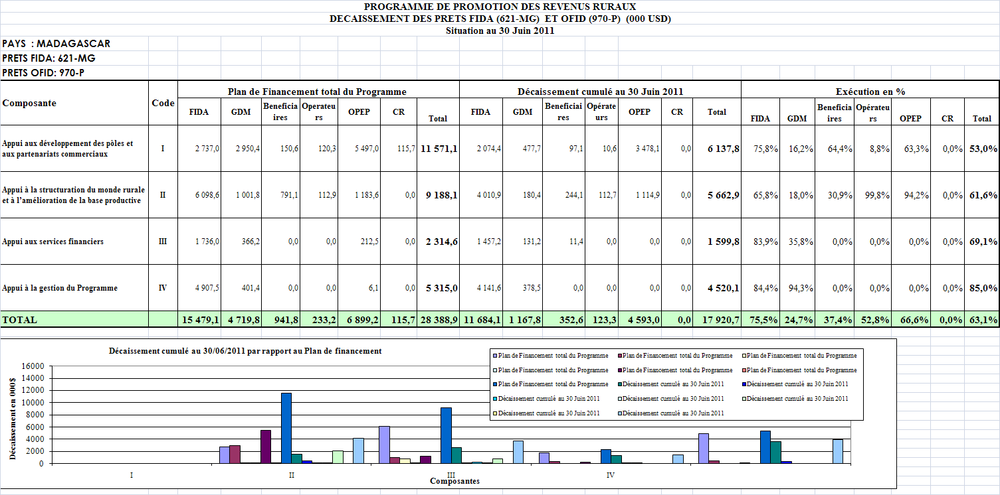 PROGRAMME DE PROMOTION DES REVENUS RURAUX
DECAISSEMENT DES PRETS FIDA (621-MG) ET OFID (970-P) (000 USD)
Situation au 30 Juin 2011
PAYS : MADAGASCAR
PRETS FIDA: 621-MG
PRETS OFID: 970-P
Composante Code Plan de Financement total du Programme Décaissement cumulé au 30 Juin 2011 Exécution en %
FIDA GDM Beneficia ires Operateu rs OPEP CR Total FIDA GDM Beneficiai res Opérate urs OPEP CR Total FIDA GDM Beneficia ires Opérateu rs OPEP CR Total
Appui aux développement des pôles et
aux partenariats commerciaux I 2 737,0 2 950,4 150,6 120,3 5 497,0 115,7 11 571,1 2 074,4 477,7 97,1 10,6 3 478,1 0,0 6 137,8 75,8% 16,2% 64,4% 8,8% 63,3% 0,0% 53,0%
Appui à la structuration du monde rurale
et à l'amélioration de la base productive II 6 098,6 1 001,8 791,1 112,9 1 183,6 0,0 9 188,1 4 010,9 180,4 244,1 112,7 1 114,9 0,0 5 662,9 65,8% 18,0% 30,9% 99,8% 94,2% 0,0% 61,6%
Appui aux services financiers III 1 736,0 366,2 0,0 0,0 212,5 0,0 2 314,6 1 457,2 131,2 11,4 0,0 0,0 0,0 1 599,8 83,9% 35,8% 0,0% 0,0% 0,0% 0,0% 69,1%
Appui à la gestion du Programme IV 4 907,5 401,4 0,0 0,0 6,1 0,0 5 315,0 4 141,6 378,5 0,0 0,0 0,0 0,0 4 520,1 84,4% 94,3% 0,0% 0,0% 0,0% 0,0% 85,0%
TOTAL 15 479,1 4 719,8 941,8 233,2 6 899,2 115,7 28 388,9 11 684,1 1 167,8 352,6 123,3 4 593,0 0,0 17 920,7 75,5% 24,7% 37,4% 52,8% 66,6% 0,0% 63,1%
Décaissement cumulé au 30/06/2011 par rapport au Plan de financement
Plan de Financement total du Programme Plan de Financement total du Programme Plan de Financement total du Programme
Plan de Financement total du Programme Plan de Financement total du Programme Plan de Financement total du Programme
Plan de Financement total du Programme Décaissement cumulé au 30 Juin 2011 Décaissement cumulé au 30 Juin 2011
Décaissement cumulé au 30 Juin 2011 Décaissement cumulé au 30 Juin 2011 Décaissement cumulé au 30 Juin 2011
Décaissement cumulé au 30 Juin 2011 Décaissement cumulé au 30 Juin 2011
Décaissement en 000$
16000
14000
12000
10000
8000
6000
4000
2000
0
I II III IV
Composantes